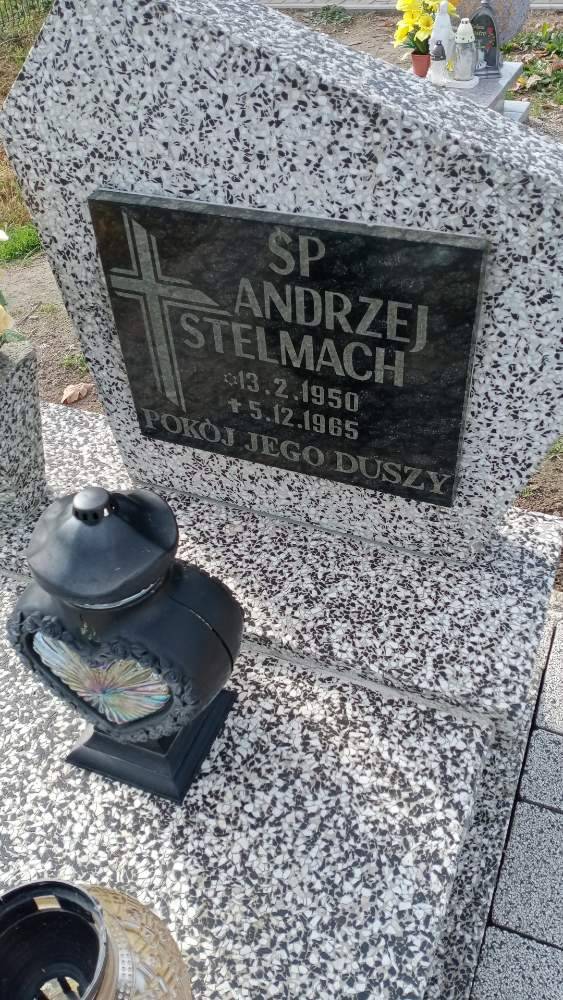 ŚP
ANDRZEJ
STELMACH
13.2.1950
+5.12.1965
POKÓJ JEGO DUSZY